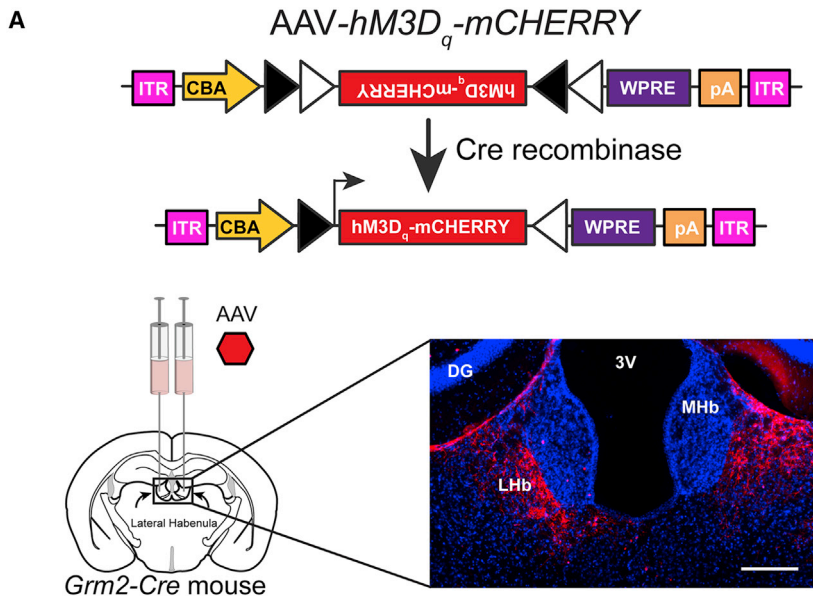 A
AAV-hM3Dq-mCHERRY
ITR CBA hM3Dq-mCHERRY WPRE pA ITR
Cre recombinase
ITR CBA hM3Dq-mCHERRY WPRE pA ITR
AAV
Lateral Habenula
Grm2-Cre mouse
DG 3V MHb
LHb